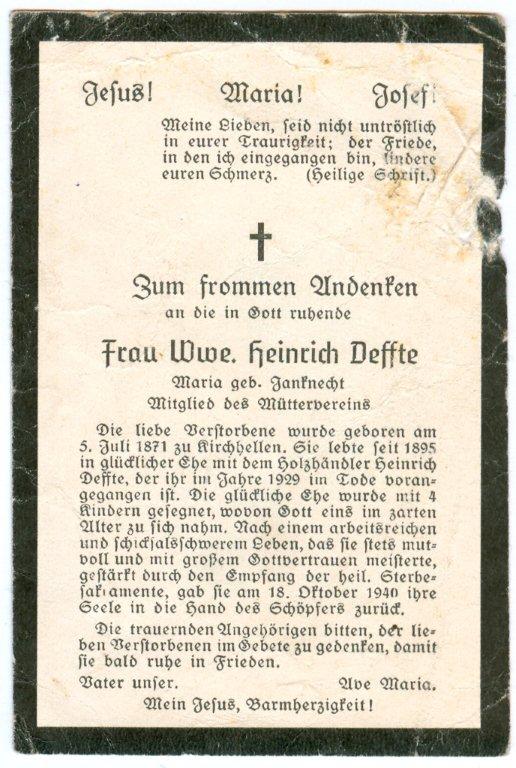 Jesus! Maria! Josef!
Meine Lieben, seid nicht untröstlich
in eurer Traurigkeit; der Friede,
in den ich eingegangen bin, lindere
euren Schmerz. (Heilige Schrift.)
Zum frommen Andenken
an die in Gott ruhende
Frau Wwe. Heinrich Deffte
Maria geb. Janknecht
Mitglied des Müttervereins
Die liebe Verstorbene wurde geboren am
5. Juli 1871 zu Kirchhellen. Sie lebte seit 1895
in glücklicher Ehe mit dem Holzhändler Heinrich
Deffte, der ihr im Jahre 1929 im Tode voran-
gegangen ist. Die glückliche Ehe wurde mit 4
Kindern gesegnet, wovon Gott eins im zarten
Alter zu sich nahm. Nach einem arbeitsreichen
und schicksalsschwerem Leben, das sie stets mut-
voll und mit großem Gottvertrauen meisterte,
gestärkt durch den Empfang der heil. Sterbe-
sakramente, gab sie am 18. Oktober 1940 ihre
Seele in die Hand des Schöpfers zurück.
Die trauernden Angehörigen bitten, der lie-
ben Verstorbenen im Gebete zu gedenken, damit
sie bald ruhe in Frieden.
Vater unser. Ave Maria.
Mein Jesus, Barmherzigkeit!